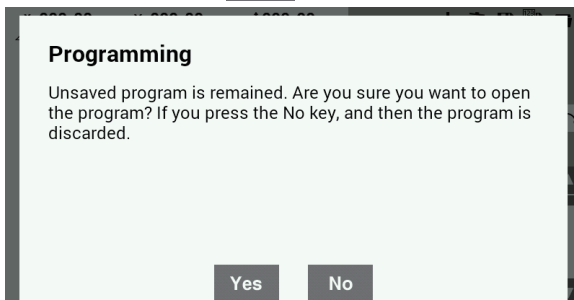 Programming
Unsaved program is remained. Are you sure you want to open
the program? If you press the No key, and then the program is
discarded.
Yes No